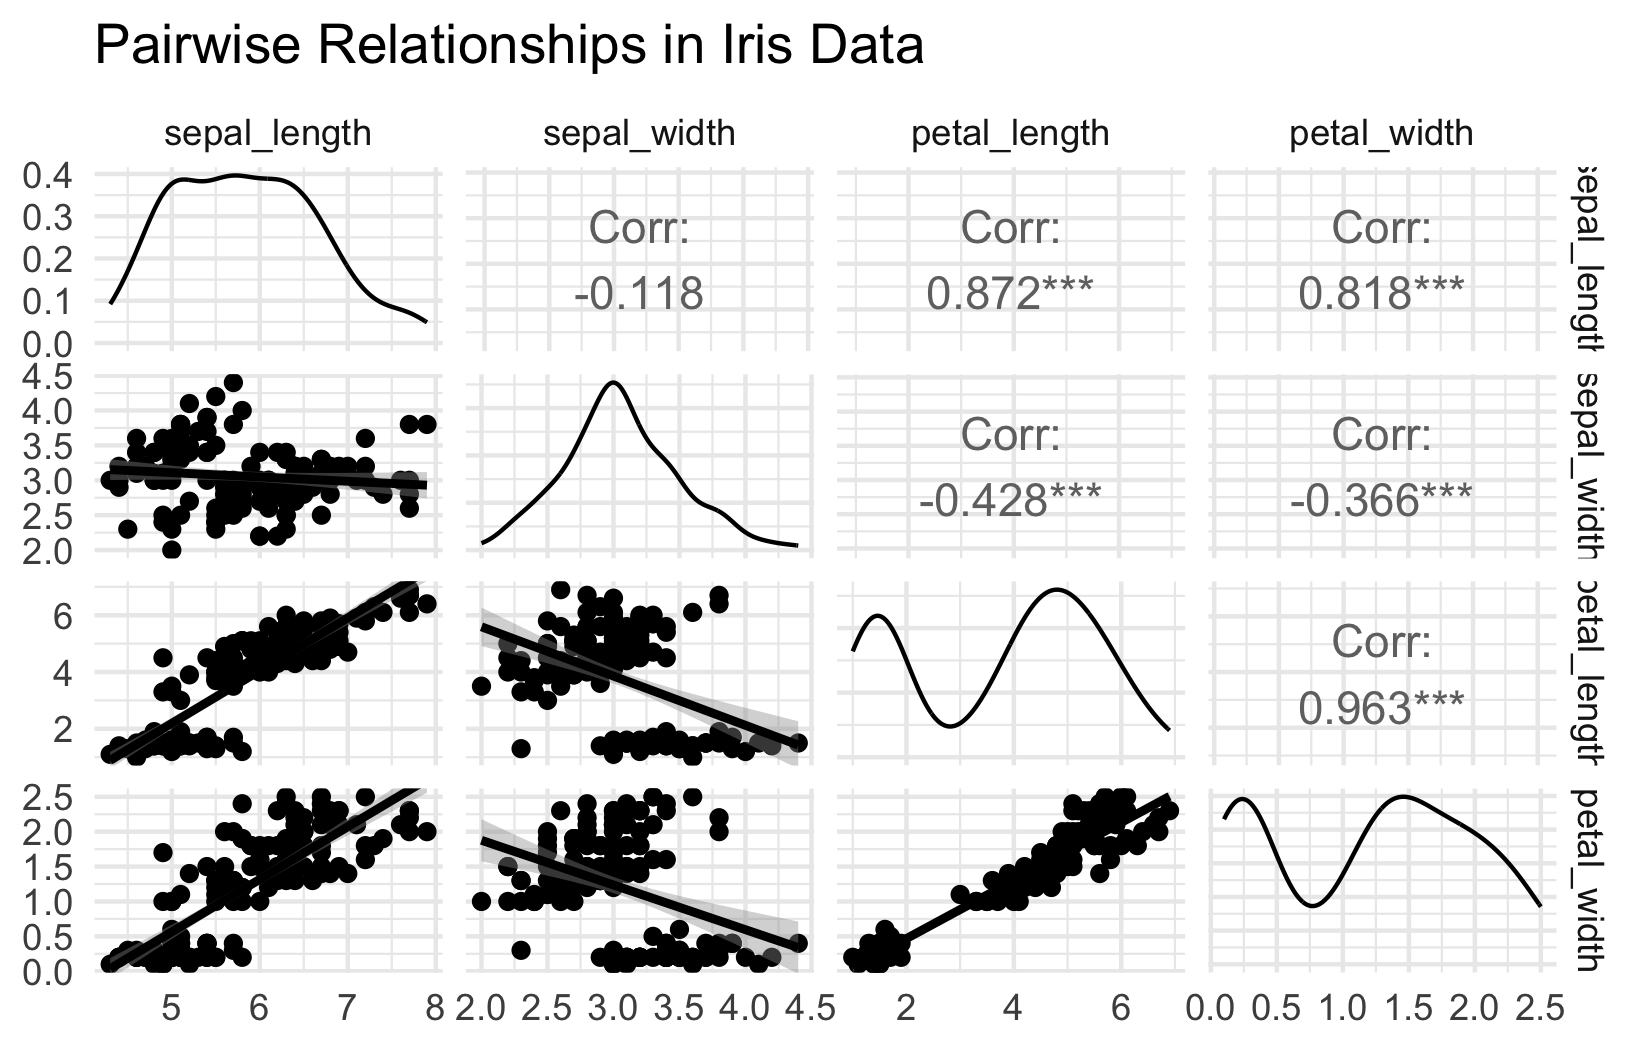 Pairwise Relationships in Iris Data
sepal_length sepal_width petal_length petal_width
0.4
0.3
0.2
0.1
0.0
Corr:
-0.118
Corr:
0.872***
Corr:
0.818***
sepal_length
4.5
4.0
3.5
3.0
2.5
2.0
Corr:
-0.428***
Corr:
-0.366***
sepal_width
6
4
2
Corr:
0.963***
petal_length
2.5
2.0
1.5
1.0
0.5
0.0
petal_width
5 6 7 8 2.0 2.5 3.0 3.5 4.0 4.5 2 4 6 0.0 0.5 1.0 1.5 2.0 2.5